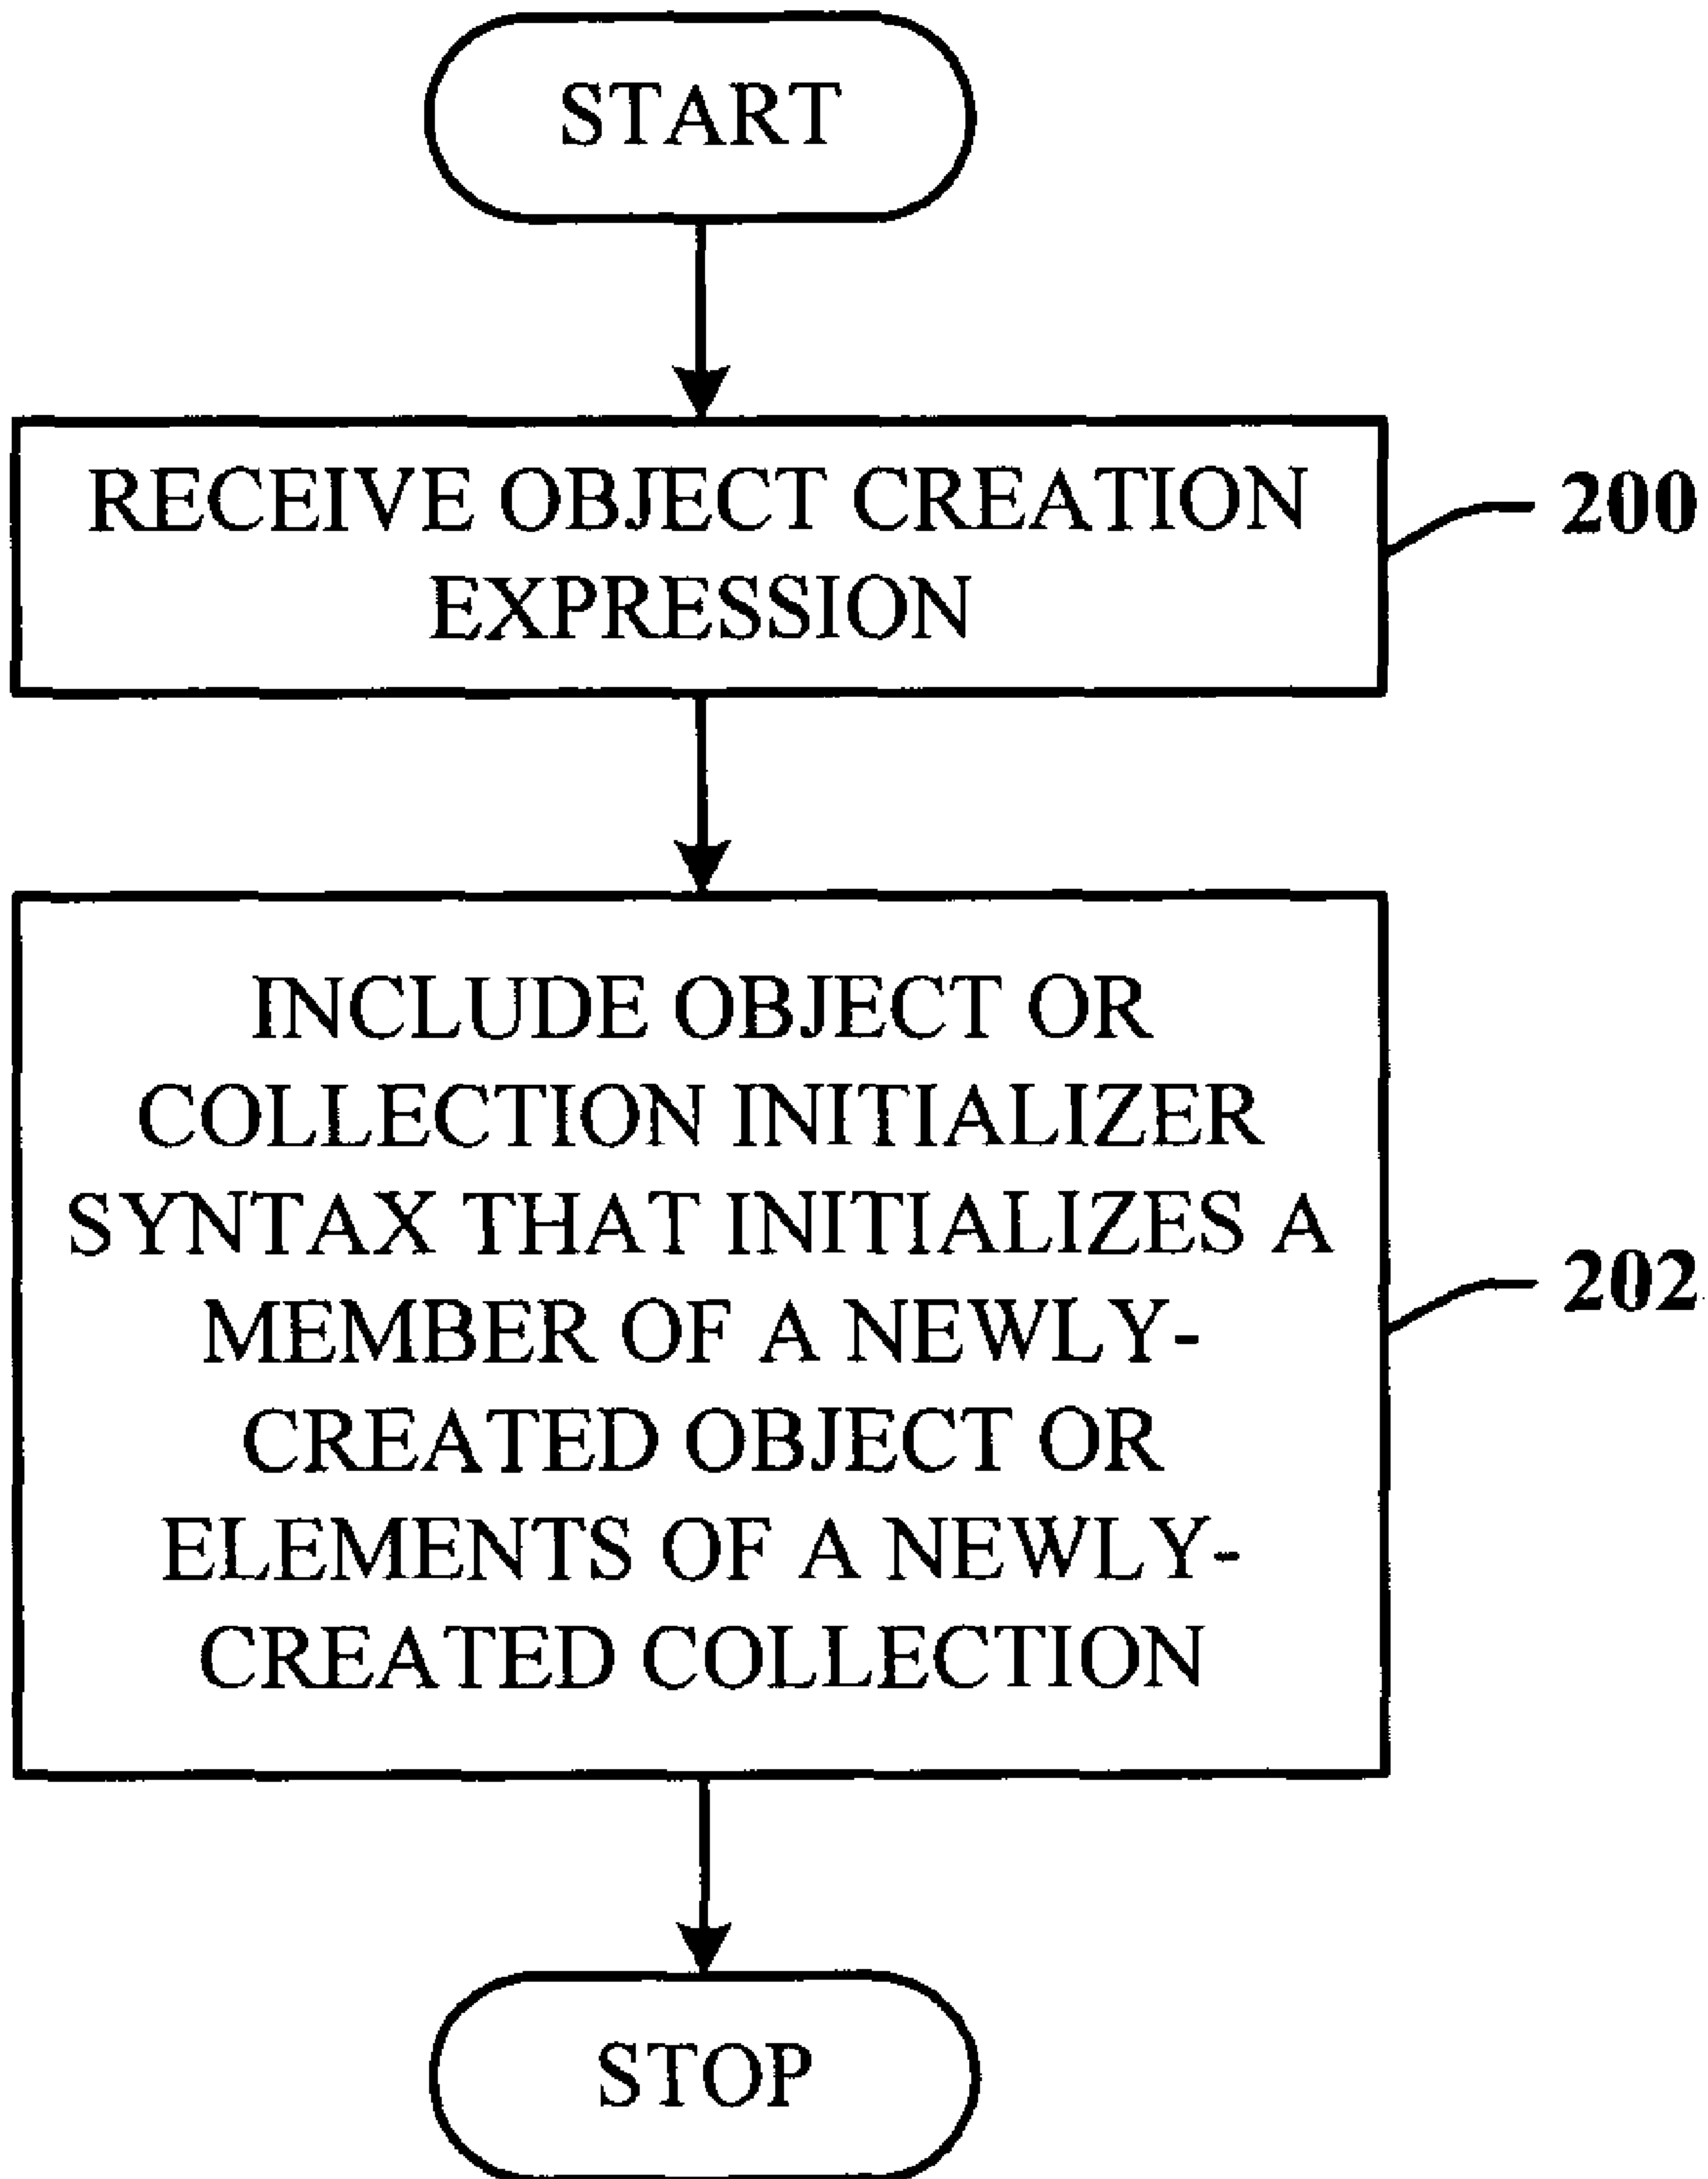 START
RECEIVE OBJECT CREATION
EXPRESSION
200
INCLUDE OBJECT OR
COLLECTION INITIALIZER
SYNTAX THAT INITIALIZES A
MEMBER OF A NEWLY-
CREATED OBJECT OR
ELEMENTS OF A NEWLY-
CREATED COLLECTION
202
STOP